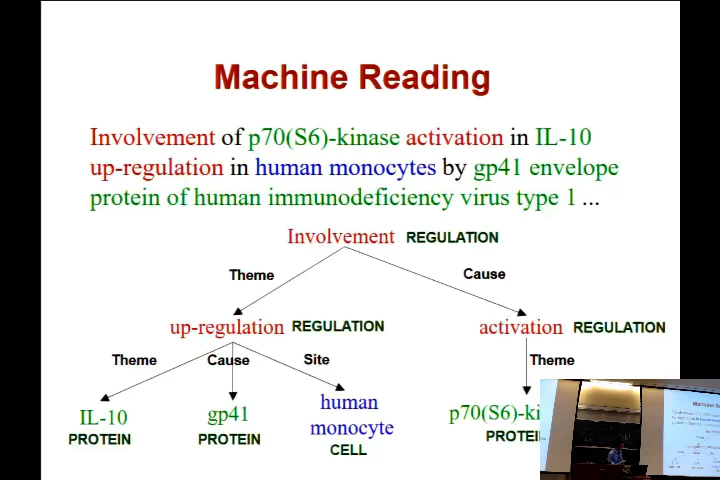 Machine Reading
Involvement of p70(S6)-kinase activation in IL-10
up-regulation in human monocytes by gp41 envelope
protein of human immunodeficiency virus type 1 ...
Involvement REGULATION
Theme Cause
up-regulation REGULATION activation REGULATION
Theme Cause Site Theme
IL-10 gp41 human monocyte p70(S6)-ki
PROTEIN PROTEIN CELL PROTEI
Machine Re